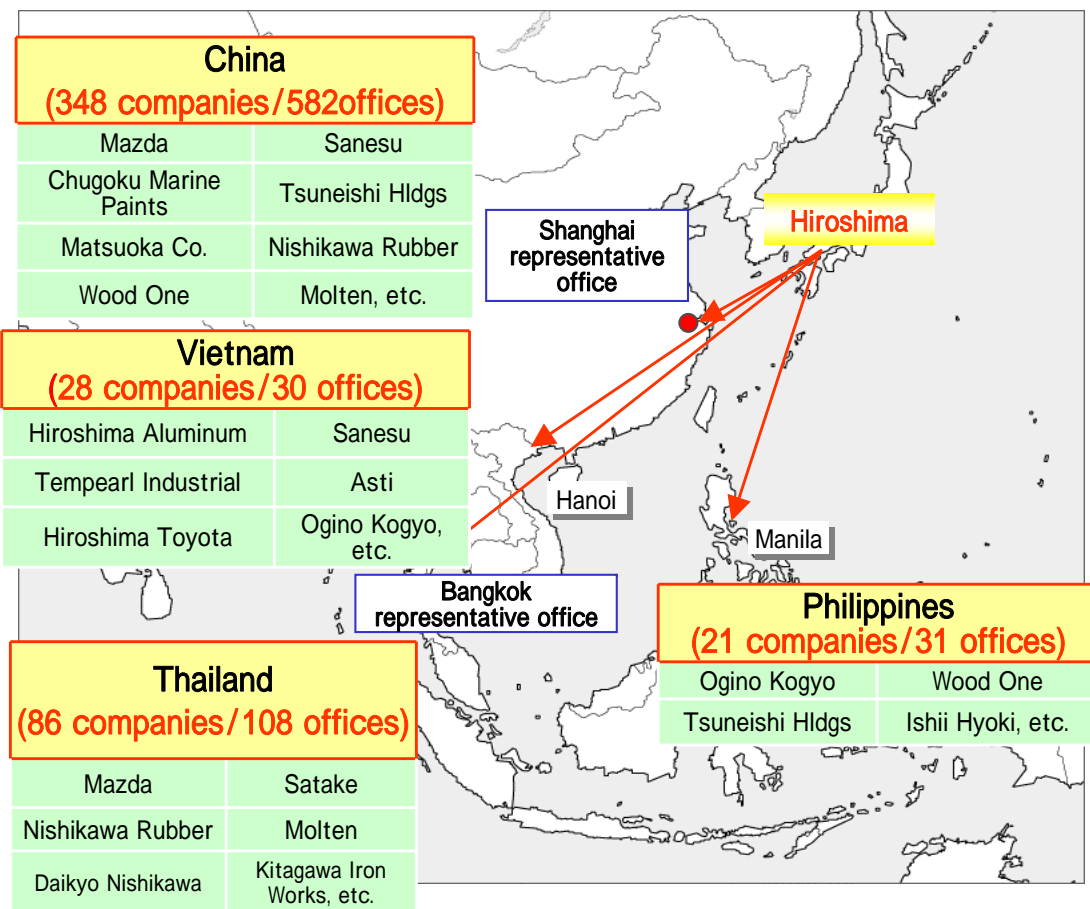 China
(348 companies/582offices)
Mazda
Sanesu
Chugoku Marine
Paints
Tsuneishi Hldgs
Matsuoka Co.
Nishikawa Rubber
Wood One
Molten, etc.
Shanghai
representative
office
Hiroshima
Vietnam
(28 companies/30 offices)
Hiroshima Aluminum
Sanesu
Tempearl Industrial
Asti
Hiroshima Toyota
Ogino Kogyo,
etc.
Hanoi
Manila
Bangkok
representative office
Philippines
(21 companies/31 offices)
Ogino Kogyo
Wood One
Tsuneishi Hldgs
Ishii Hyoki, etc.
Thailand
(86 companies/108 offices)
Mazda
Satake
Nishikawa Rubber
Molten
Daikyo Nishikawa
Kitagawa Iron
Works, etc.